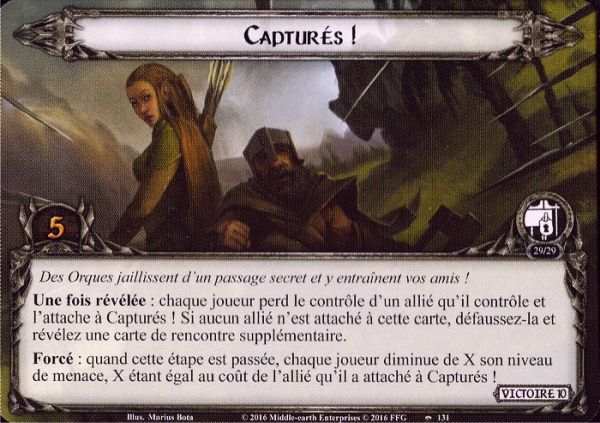 Capturés !
5
29/29
Des Orques jaillissent d'un passage secret et y entraînent vos amis !
Une fois révélée : chaque joueur perd le contrôle d'un allié qu'il contrôle et
l'attache à Capturés ! Si aucun allié n'est attaché à cette carte, défaussez-la et
révélez une carte de rencontre supplémentaire.
Forcé : quand cette étape est passée, chaque joueur diminue de X son niveau
de menace, X étant égal au coût de l'allié qu'il a attaché à Capturés !
VICTOIRE 10
Illus. Marius Bota © 2016 Middle-earth Enterprises © 2016 FFG 131